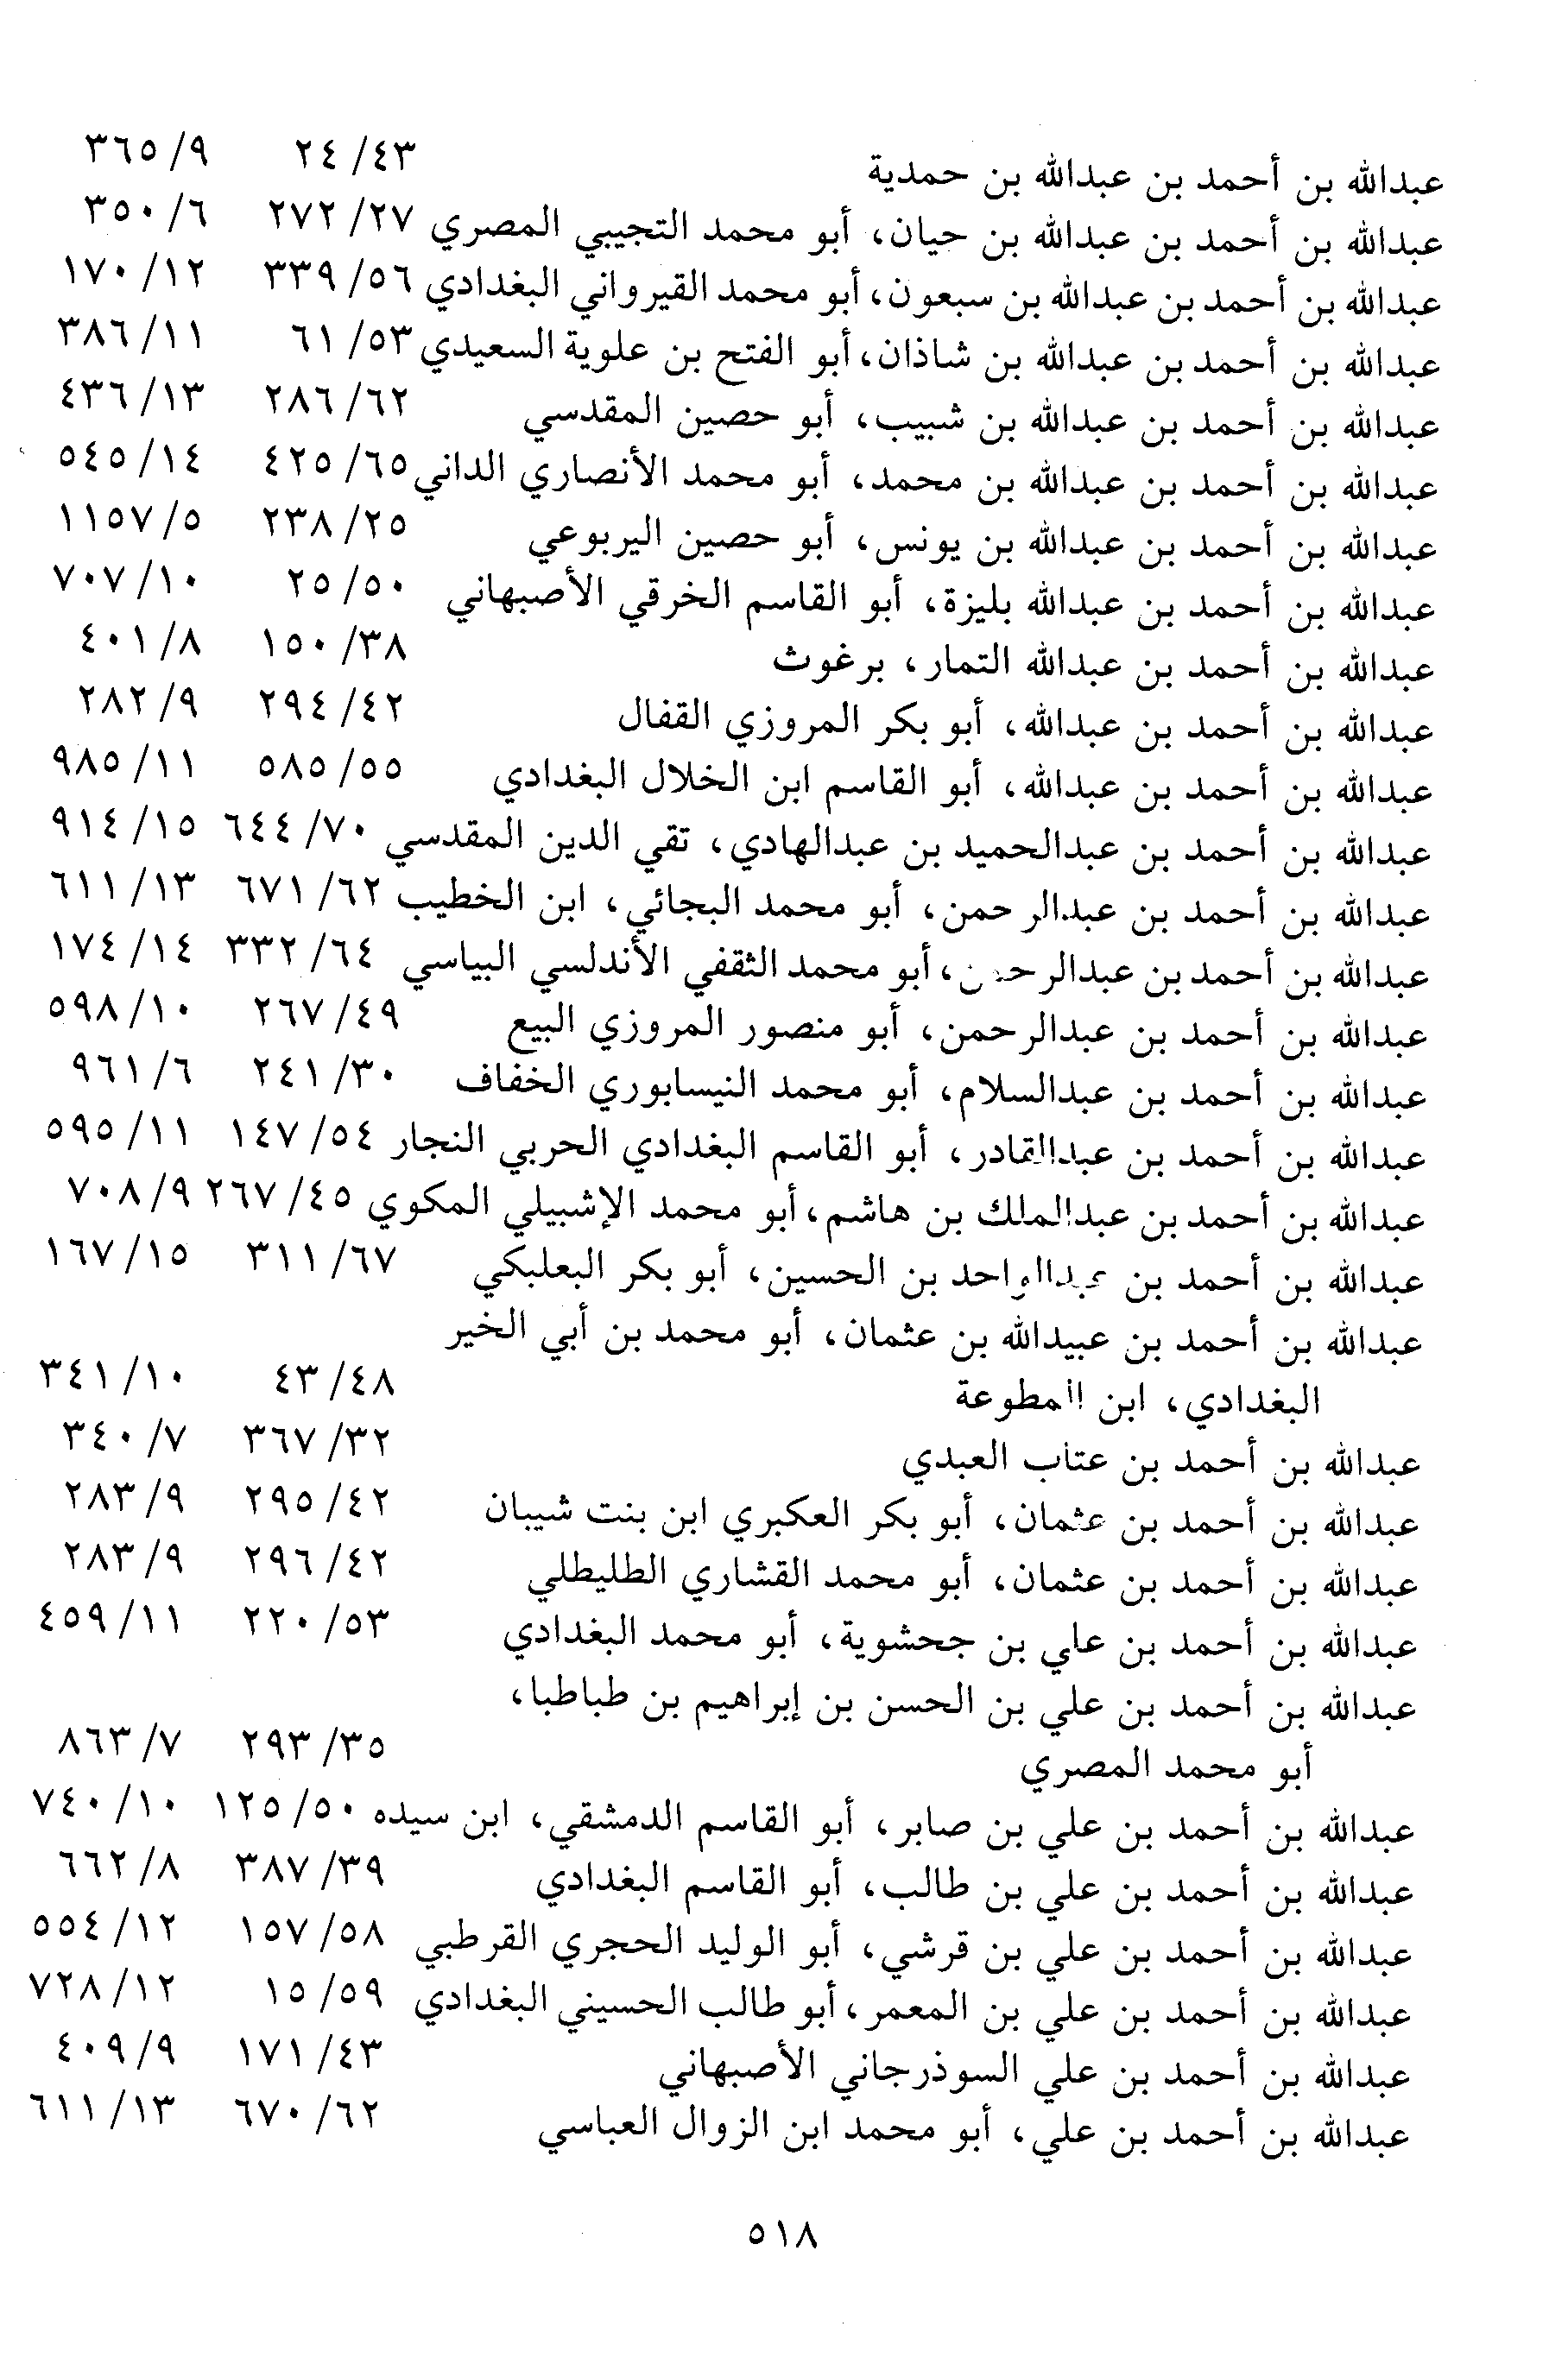 عبدالله بن أحمد بن عبدالله بن حمدية ٢٤/٤٣ ٣٦٥/٩
عبدالله بن أحمد بن عبدالله بن حيان، أبو محمد التجيبي المصري ٢٧٢/٢٧ ٣٥٠/٦
عبدالله بن أحمد بن عبدالله بن سبعون، أبو محمد القيرواني البغدادي ٣٣٩/٥٦ ١٧٠/١٢
عبدالله بن أحمد بن عبدالله بن شاذان، أبو الفتح بن علوية السعيدي ٦١/٥٣ ٣٨٦/١١
عبدالله بن أحمد بن عبدالله بن شبيب، أبو حصين المقدسي ٢٨٦/٦٢ ٤٣٦/١٣
عبدالله بن أحمد بن عبدالله بن محمد، أبو محمد الأنصاري الداني ٤٢٥/٦٥ ٥٤٥/١٤
عبدالله بن أحمد بن عبدالله بن يونس، أبو حصين اليربوعي ٢٣٨/٢٥ ١١٥٧/٥
عبدالله بن أحمد بن عبدالله بليزة، أبو القاسم الخرقي الأصبهاني ٢٥/٥٠ ٧٠٧/١٠
عبدالله بن أحمد بن عبدالله التمار، برغوث ١٥٠/٣٨ ٤٠١/٨
عبدالله بن أحمد بن عبدالله، أبو بكر المروزي القفال ٢٩٤/٤٢ ٢٨٢/٩
عبدالله بن أحمد بن عبدالله، أبو القاسم ابن الخلال البغدادي ٥٨٥/٥٥ ٩٨٥/١١
عبدالله بن أحمد بن عبدالحميد بن عبدالهادي، تقي الدين المقدسي ٦٤٤/٧٠ ٩١٤/١٥
عبدالله بن أحمد بن عبدالرحمن، أبو محمد البجائي، ابن الخطيب ٦٧١/٦٢ ٦١١/١٣
عبدالله بن أحمد بن عبدالرحمن، أبو محمد الثقفي الأندلسي البياسي ٣٣٢/٦٤ ١٧٤/١٤
عبدالله بن أحمد بن عبدالرحمن، أبو منصور المروزي البيع ٢٦٧/٤٩ ٥٩٨/١٠
عبدالله بن أحمد بن عبدالسلام، أبو محمد النيسابوري الخفاف ٢٤١/٣٠ ٩٦١/٦
عبدالله بن أحمد بن عبدالقادر، أبو القاسم البغدادي الحربي النجار ١٤٧/٥٤ ٥٩٥/١١
عبدالله بن أحمد بن عبدالملك بن هاشم، أبو محمد الإشبيلي المكوي ٢٦٧/٤٥ ٧٠٨/٩
عبدالله بن أحمد بن عبدالواحد بن الحسين، أبو بكر البعلبكي ٣١١/٦٧ ١٦٧/١٥
عبدالله بن أحمد بن عبيدالله بن عثمان، أبو محمد بن أبي الخير
البغدادي، ابن المطوعة ٤٣/٤٨ ٣٤١/١٠
عبدالله بن أحمد بن عتاب العبدي ٣٦٧/٣٢ ٣٤٠/٧
عبدالله بن أحمد بن عثمان، أبو بكر العكبري ابن بنت شيبان ٢٩٥/٤٢ ٢٨٣/٩
عبدالله بن أحمد بن عثمان، أبو محمد القشاري الطليطلي ٢٩٦/٤٢ ٢٨٣/٩
عبدالله بن أحمد بن علي بن جحشوية، أبو محمد البغدادي ٢٢٠/٥٣ ٤٥٩/١١
عبدالله بن أحمد بن علي بن الحسن بن إبراهيم بن طباطبا،
أبو محمد المصري ٢٩٣/٣٥ ٨٦٣/٧
عبدالله بن أحمد بن علي بن صابر، أبو القاسم الدمشقي، ابن سيده ١٢٥/٥٠ ٧٤٠/١٠
عبدالله بن أحمد بن علي بن طالب، أبو القاسم البغدادي ٣٨٧/٣٩ ٦٦٢/٨
عبدالله بن أحمد بن علي بن قرشي، أبو الوليد الحجري القرطبي ١٥٧/٥٨ ٥٥٤/١٢
عبدالله بن أحمد بن علي بن المعمر، أبو طالب الحسيني البغدادي ١٥/٥٩ ٧٢٨/١٢
عبدالله بن أحمد بن علي السوذرجاني الأصبهاني ١٧١/٤٣ ٤٠٩/٩
عبدالله بن أحمد بن علي، أبو محمد ابن الزوال العباسي ٦٧٠/٦٢ ٦١١/١٣
٥١٨